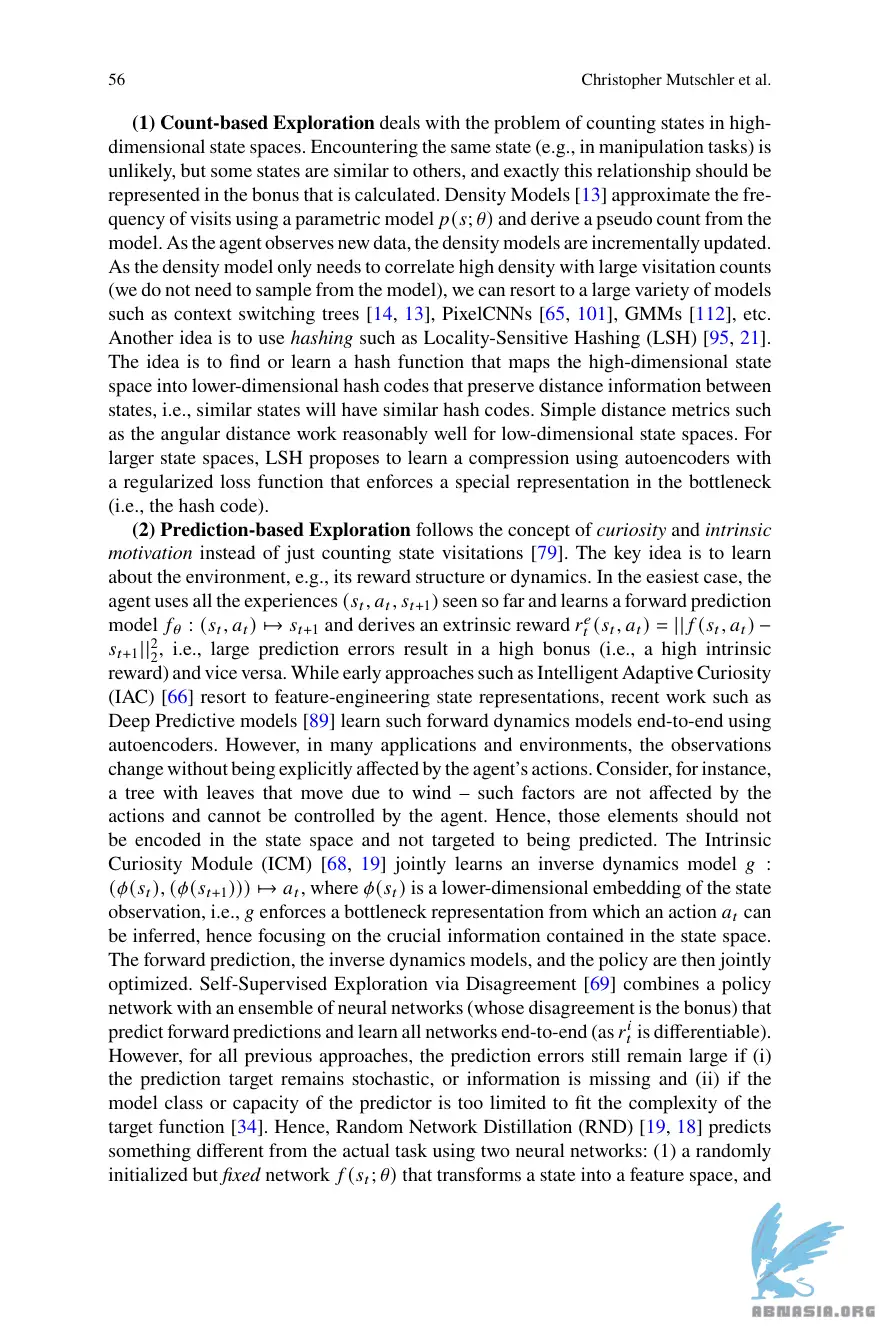 56
Christopher Mutschler et al.
(1) Count-based Exploration deals with the problem of counting states in high-
dimensional state spaces. Encountering the same state (e.g., in manipulation tasks) is
unlikely, but some states are similar to others, and exactly this relationship should be
represented in the bonus that is calculated. Density Models [13] approximate the fre-
quency of visits using a parametric model p(s; θ) and derive a pseudo count from the
model. As the agent observes new data, the density models are incrementally updated.
As the density model only needs to correlate high density with large visitation counts
(we do not need to sample from the model), we can resort to a large variety of models
such as context switching trees [14, 13], PixelCNNs [65, 101], GMMs [112], etc.
Another idea is to use hashing such as Locality-Sensitive Hashing (LSH) [95, 21].
The idea is to find or learn a hash function that maps the high-dimensional state
space into lower-dimensional hash codes that preserve distance information between
states, i.e., similar states will have similar hash codes. Simple distance metrics such
as the angular distance work reasonably well for low-dimensional state spaces. For
larger state spaces, LSH proposes to learn a compression using autoencoders with
a regularized loss function that enforces a special representation in the bottleneck
(i.e., the hash code).
(2) Prediction-based Exploration follows the concept of curiosity and intrinsic
motivation instead of just counting state visitations [79]. The key idea is to learn
about the environment, e.g., its reward structure or dynamics. In the easiest case, the
agent uses all the experiences (s_t, a_t, s_{t+1}) seen so far and learns a forward prediction
model f_θ : (s_t, a_t) ↦ s_{t+1} and derives an extrinsic reward r_t^e(s_t, a_t) = ||f(s_t, a_t) −
s_{t+1}||_2^2, i.e., large prediction errors result in a high bonus (i.e., a high intrinsic
reward) and vice versa. While early approaches such as Intelligent Adaptive Curiosity
(IAC) [66] resort to feature-engineering state representations, recent work such as
Deep Predictive models [89] learn such forward dynamics models end-to-end using
autoencoders. However, in many applications and environments, the observations
change without being explicitly affected by the agent's actions. Consider, for instance,
a tree with leaves that move due to wind – such factors are not affected by the
actions and cannot be controlled by the agent. Hence, those elements should not
be encoded in the state space and not targeted to being predicted. The Intrinsic
Curiosity Module (ICM) [68, 19] jointly learns an inverse dynamics model g :
(ϕ(s_t), (ϕ(s_{t+1}))) ↦ a_t, where ϕ(s_t) is a lower-dimensional embedding of the state
observation, i.e., g enforces a bottleneck representation from which an action a_t can
be inferred, hence focusing on the crucial information contained in the state space.
The forward prediction, the inverse dynamics models, and the policy are then jointly
optimized. Self-Supervised Exploration via Disagreement [69] combines a policy
network with an ensemble of neural networks (whose disagreement is the bonus) that
predict forward predictions and learn all networks end-to-end (as r_t^i is differentiable).
However, for all previous approaches, the prediction errors still remain large if (i)
the prediction target remains stochastic, or information is missing and (ii) if the
model class or capacity of the predictor is too limited to fit the complexity of the
target function [34]. Hence, Random Network Distillation (RND) [19, 18] predicts
something different from the actual task using two neural networks: (1) a randomly
initialized but fixed network f(s_t; θ) that transforms a state into a feature space, and
ABNASIA.ORG